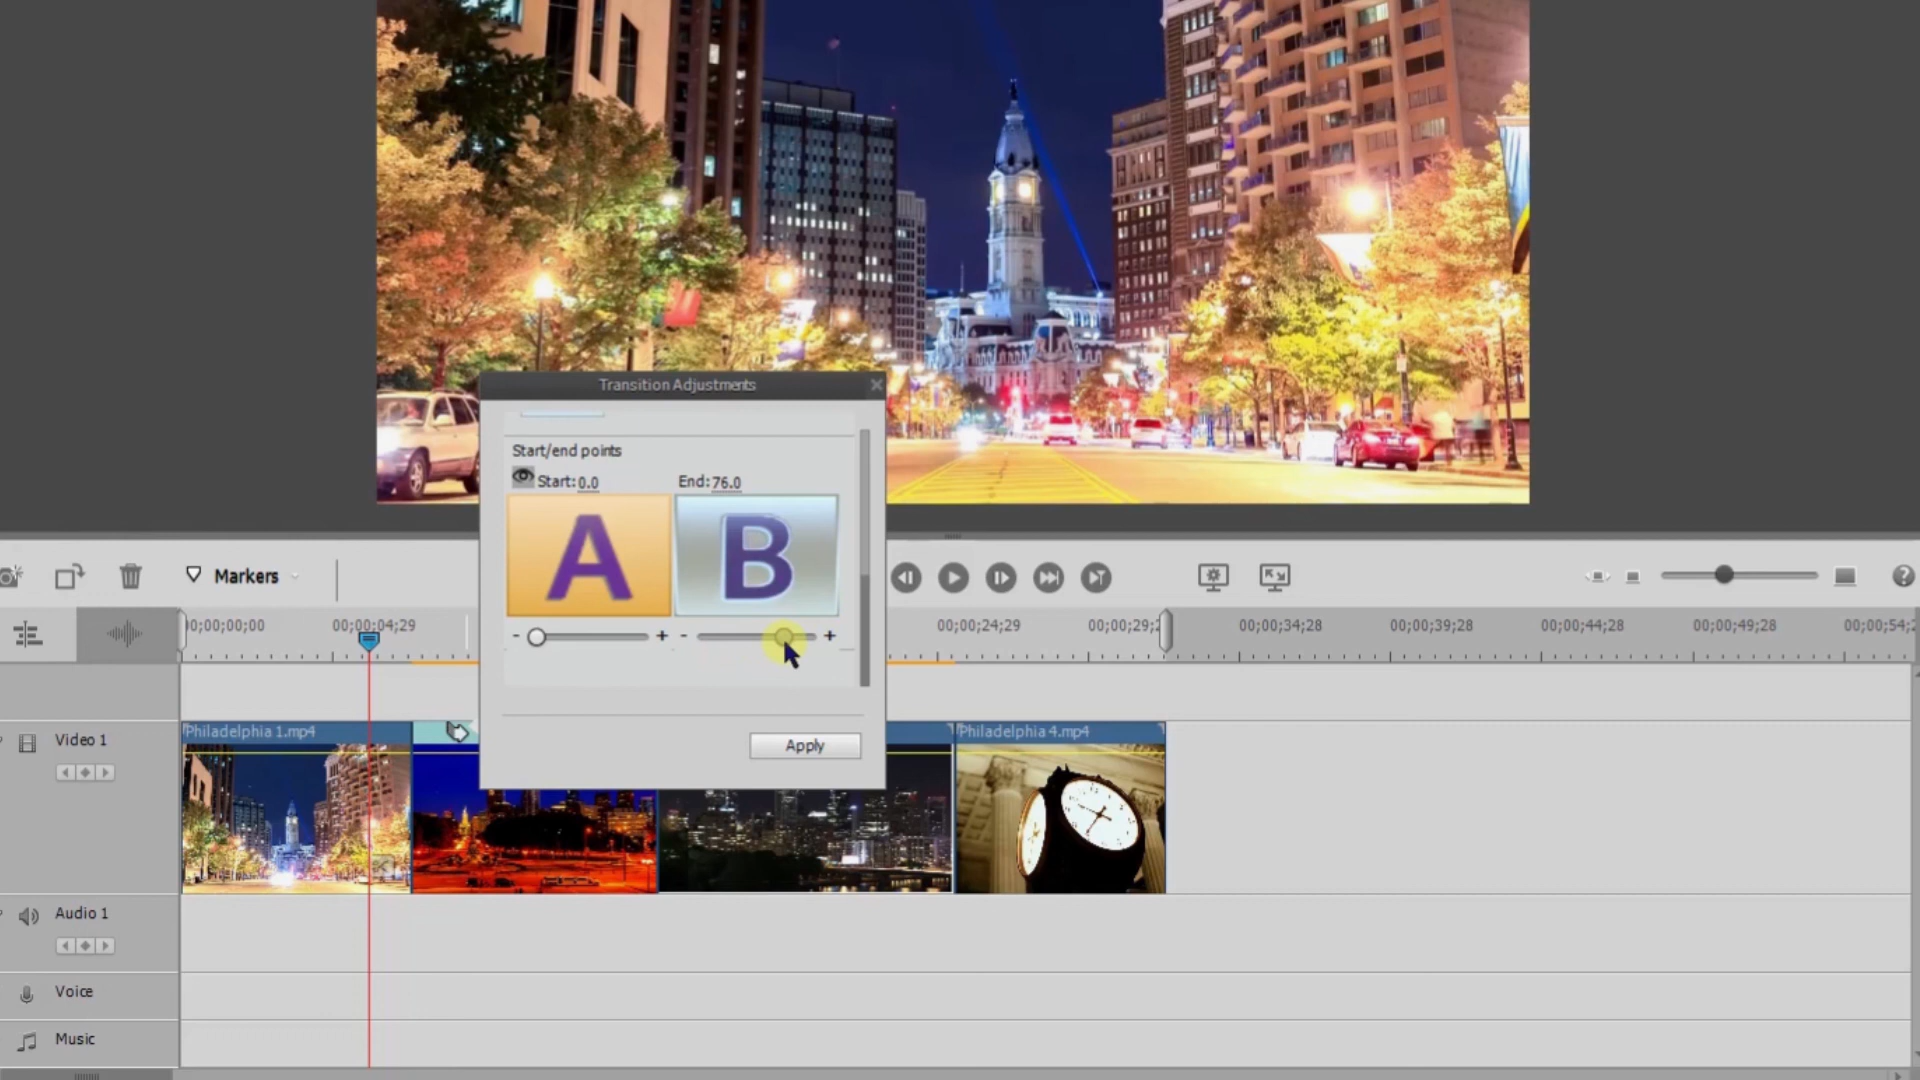 Transition Adjustments
Start/end points
Start: 0.0
End: 76.0
A
B
- + - +
Apply
Markers
00;00;00;00
00;00;04;29
00;00;24;29
00;00;34;28
00;00;39;28
00;00;44;28
00;00;49;28
Video 1
Philadelphia 1.mp4
Philadelphia 4.mp4
Audio 1
Voice
Music